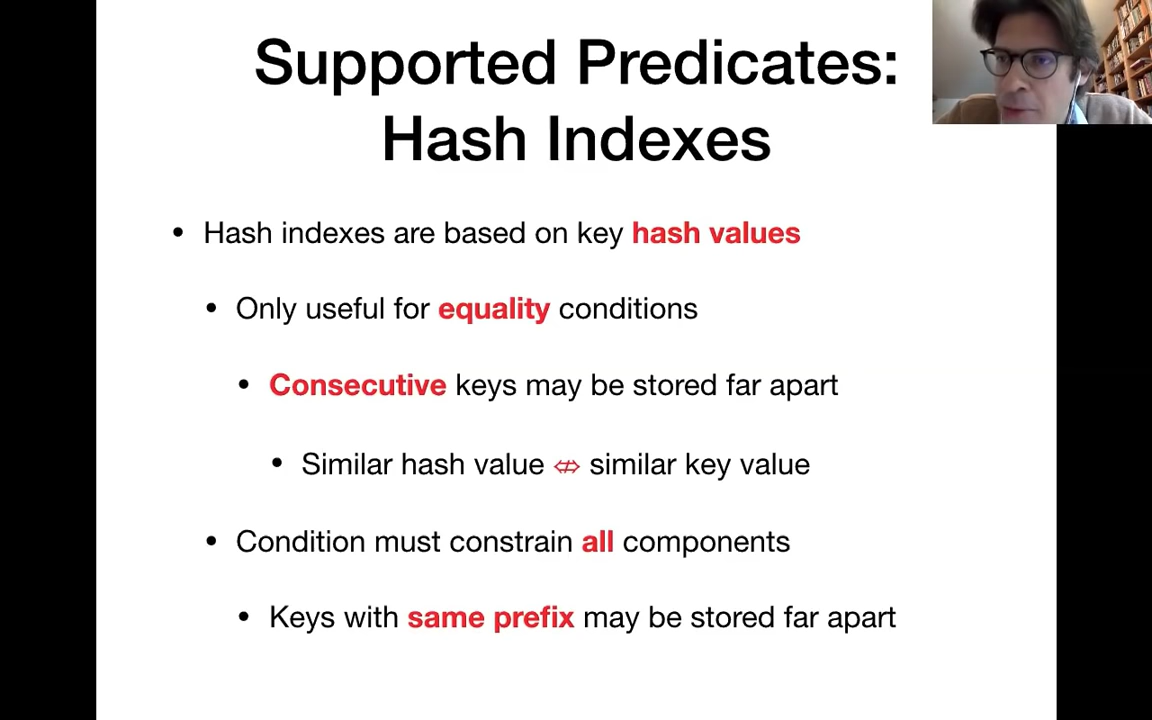 Supported Predicates:
Hash Indexes
• Hash indexes are based on key hash values
• Only useful for equality conditions
• Consecutive keys may be stored far apart
• Similar hash value ⇎ similar key value
• Condition must constrain all components
• Keys with same prefix may be stored far apart